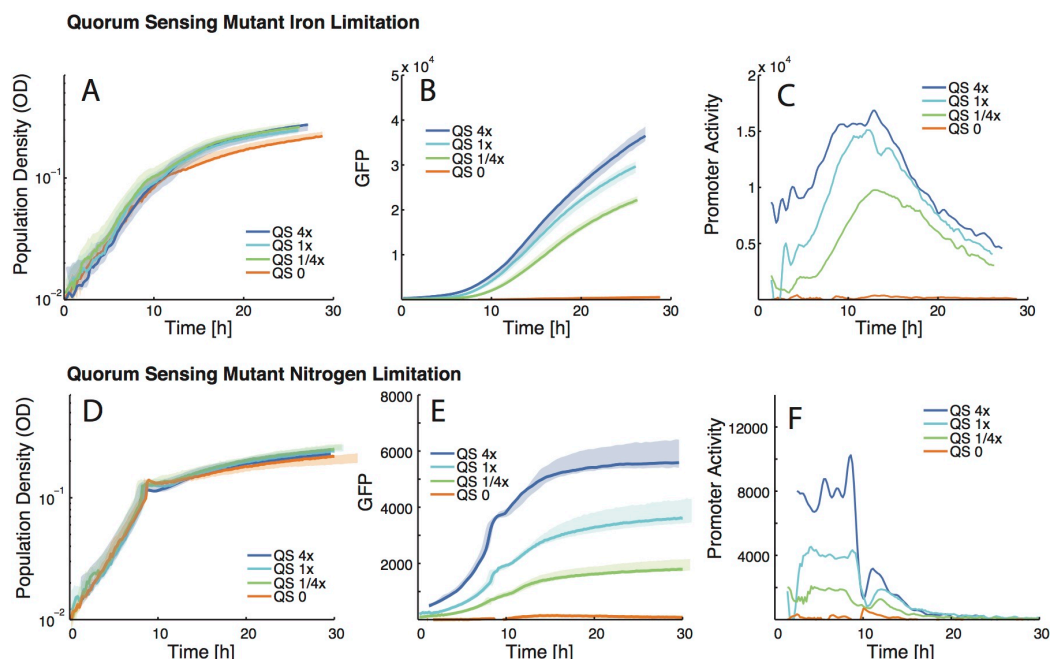 Quorum Sensing Mutant Iron Limitation
A
Population Density (OD)
10⁻¹
10⁻²
QS 4x
QS 1x
QS 1/4x
QS 0
0 10 20 30
Time [h]
B
x 10⁴
GFP
5
4
3
2
1
QS 4x
QS 1x
QS 1/4x
QS 0
0 10 20 30
Time [h]
C
x 10⁴
Promoter Activity
2
1.5
1
0.5
QS 4x
QS 1x
QS 1/4x
QS 0
0 10 20 30
Time [h]
Quorum Sensing Mutant Nitrogen Limitation
D
Population Density (OD)
10⁻¹
10⁻²
QS 4x
QS 1x
QS 1/4x
QS 0
0 10 20 30
Time [h]
E
GFP
8000
6000
4000
2000
QS 4x
QS 1x
QS 1/4x
QS 0
0 10 20 30
Time [h]
F
Promoter Activity
12000
8000
4000
QS 4x
QS 1x
QS 1/4x
QS 0
0 10 20 30
Time [h]